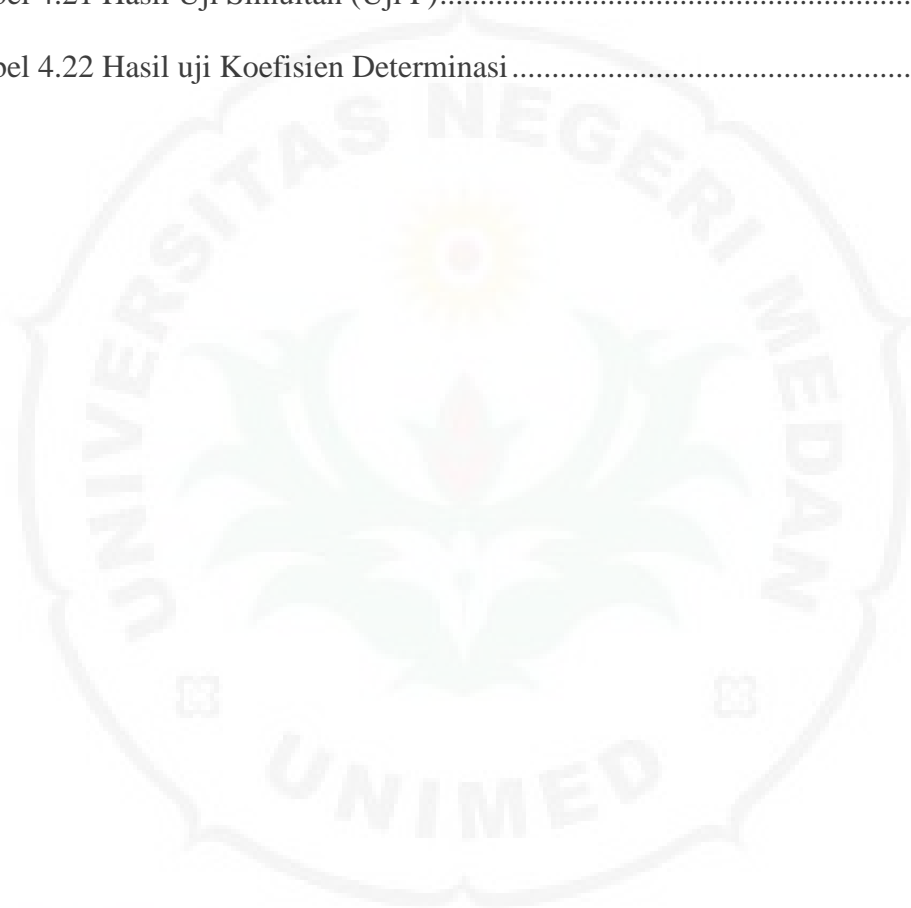 bel 4.21 Hasil Uji Simultan (Uji F)..........................................................
bel 4.22 Hasil uji Koefisien Determinasi..................................................
UNIVERSITAS NEGERI MEDAN
UNIMED